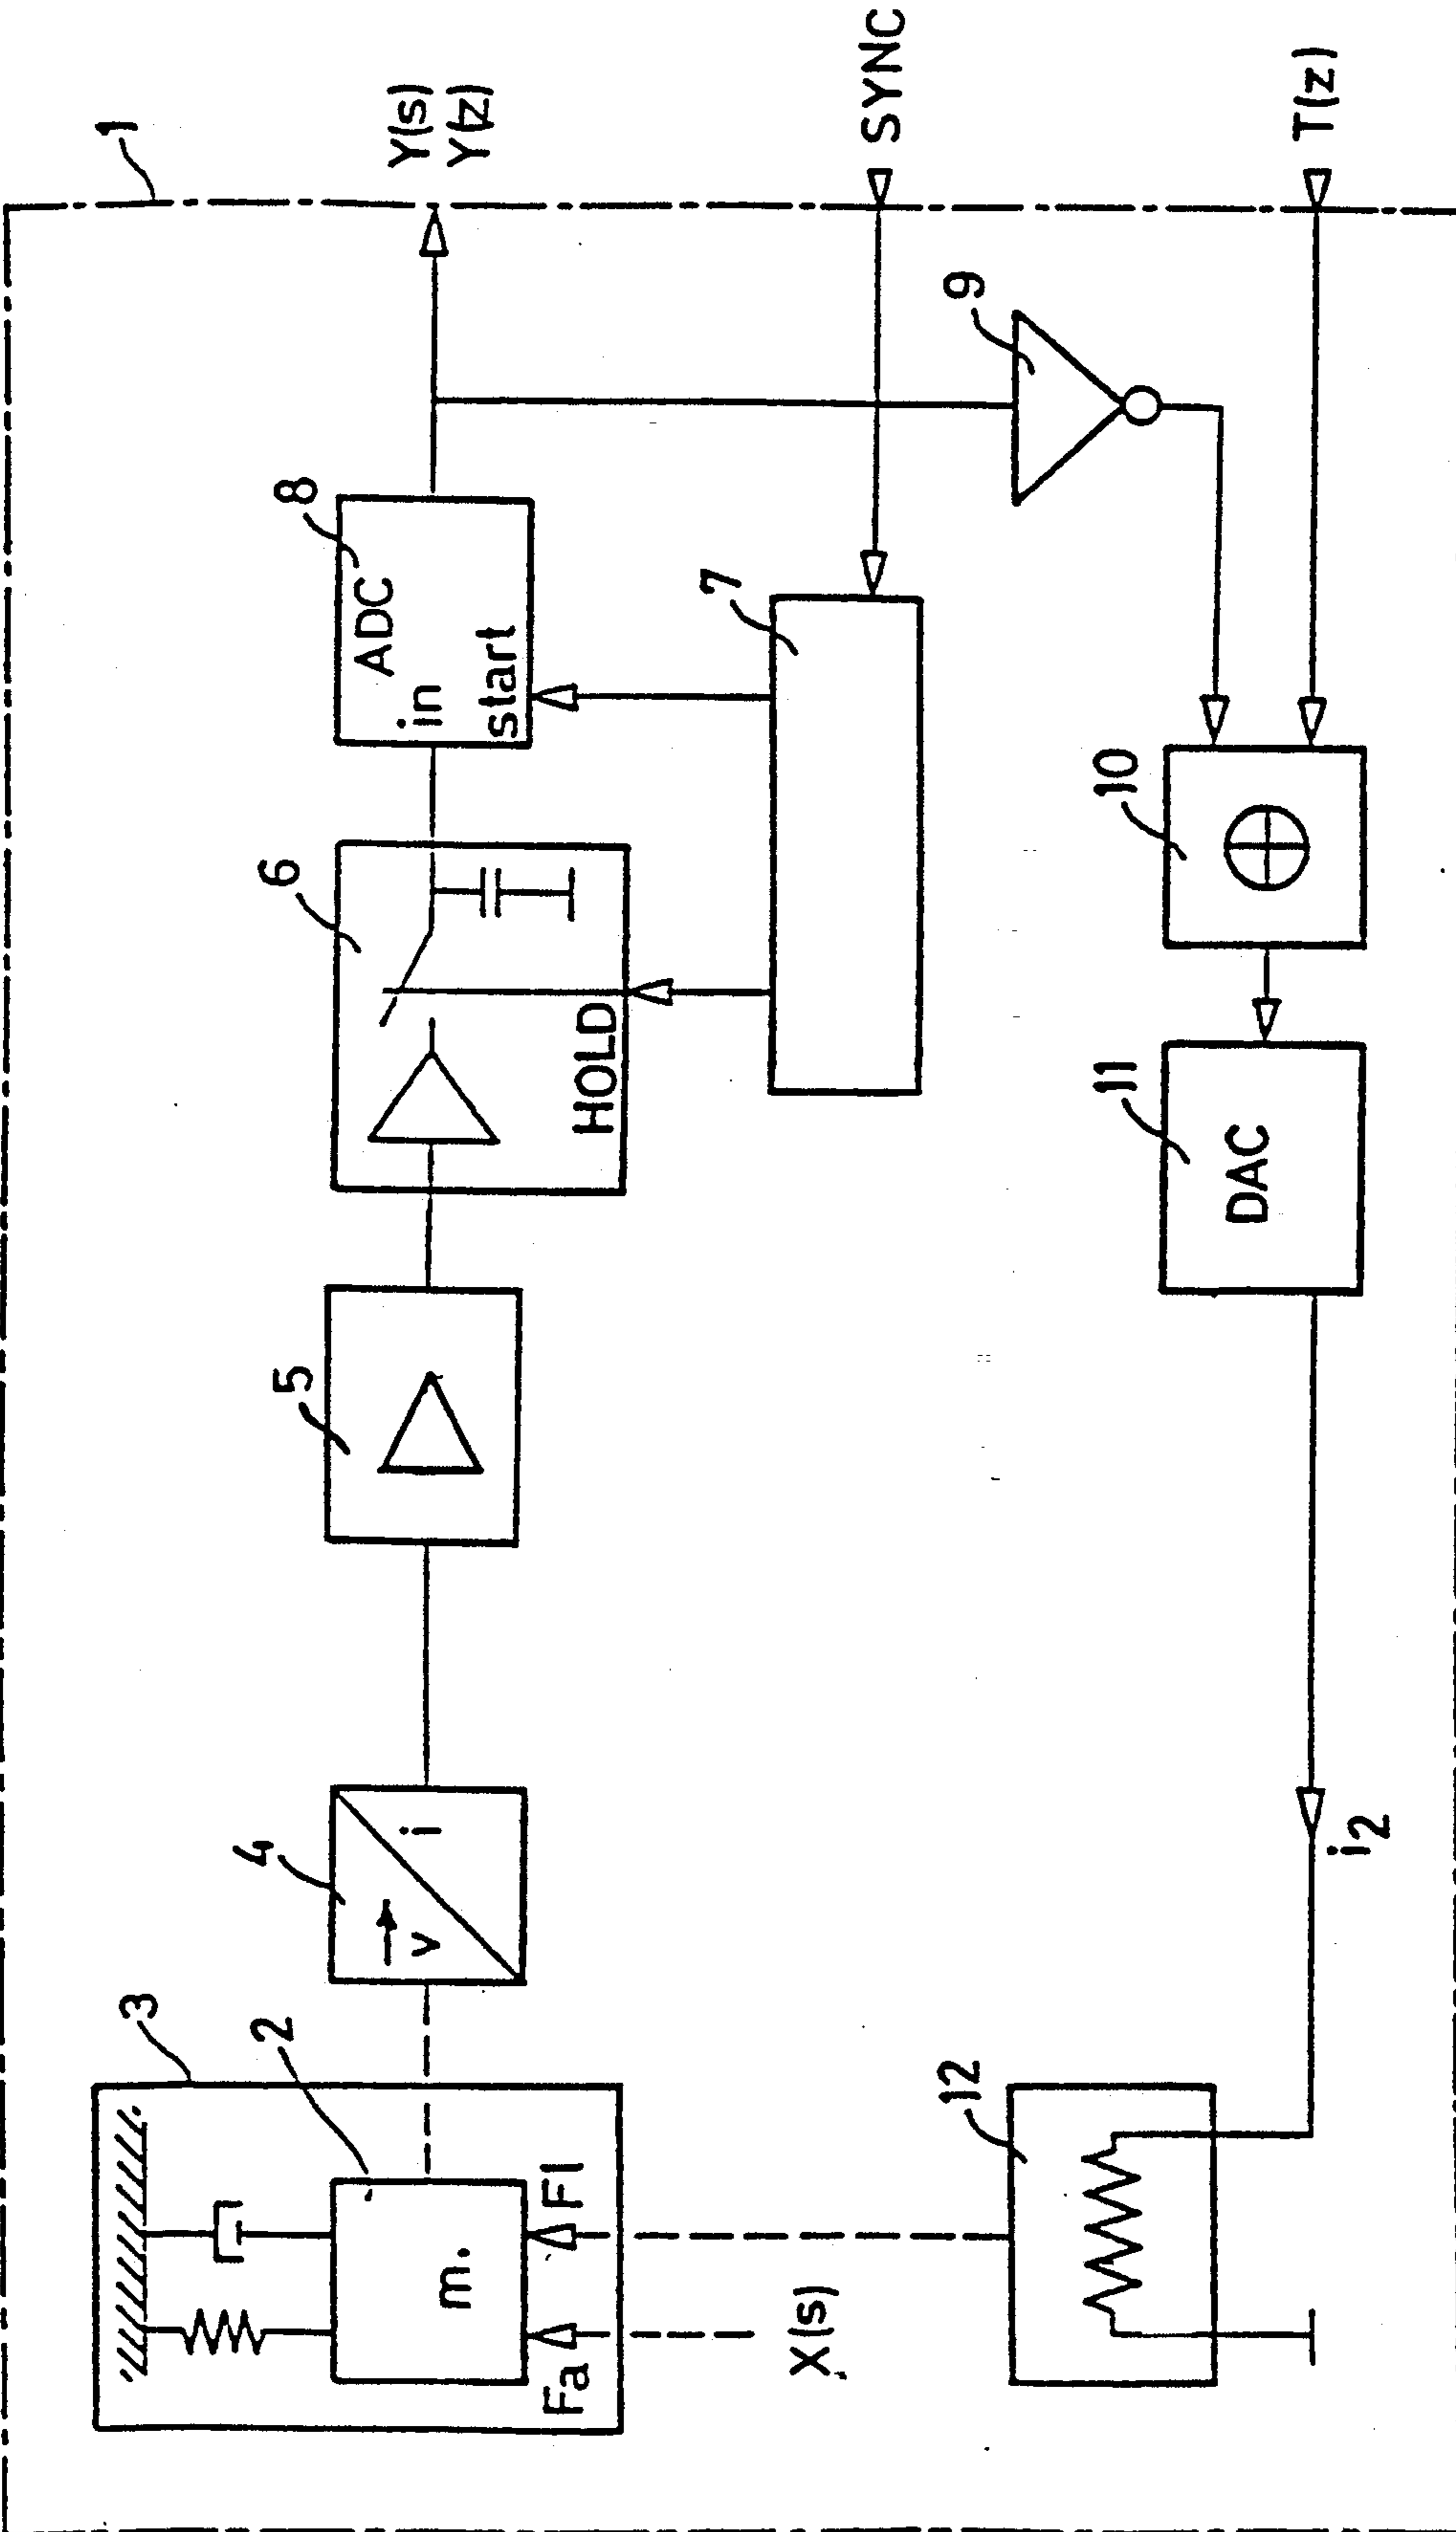 1
3
2
m.
Fa
Fl
X(s)
4
v
i
5
6
HOLD
8
ADC
in
start
Y(s)
Y(z)
7
SYNC
9
10
T(z)
11
DAC
12
i2